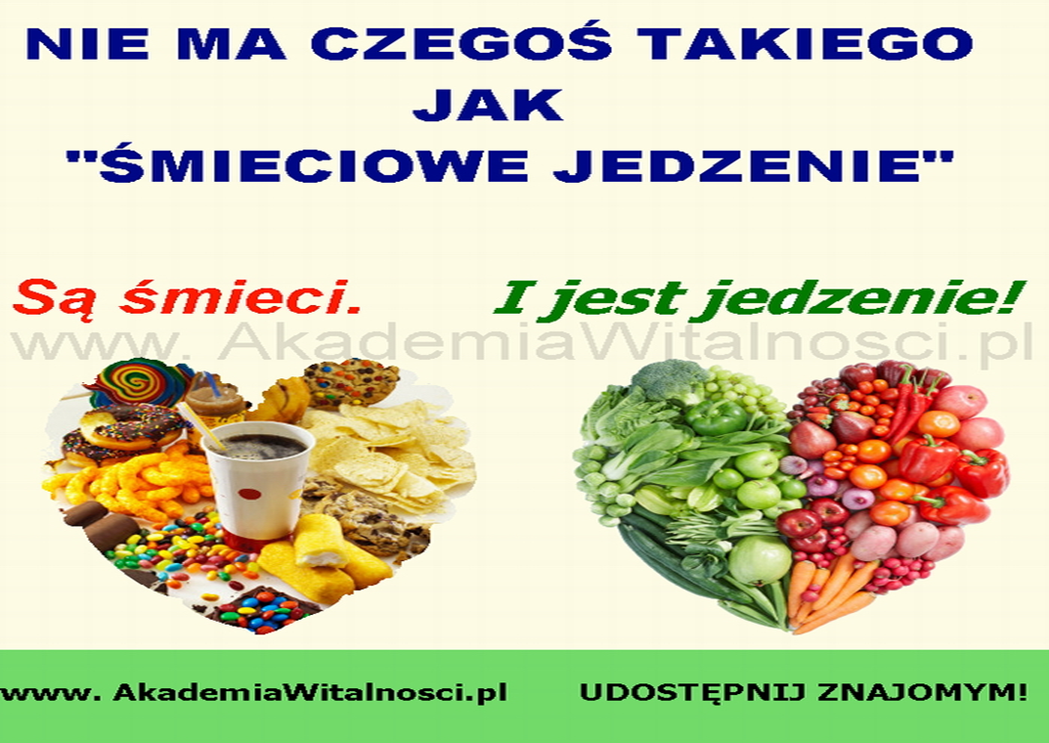 NIE MA CZEGOŚ TAKIEGO
JAK
"ŚMIECIOWE JEDZENIE"
Są śmieci.
I jest jedzenie!
www. AkademiaWitalnosci.pl
www. AkademiaWitalnosci.pl
UDOSTĘPNIJ ZNAJOMYM!